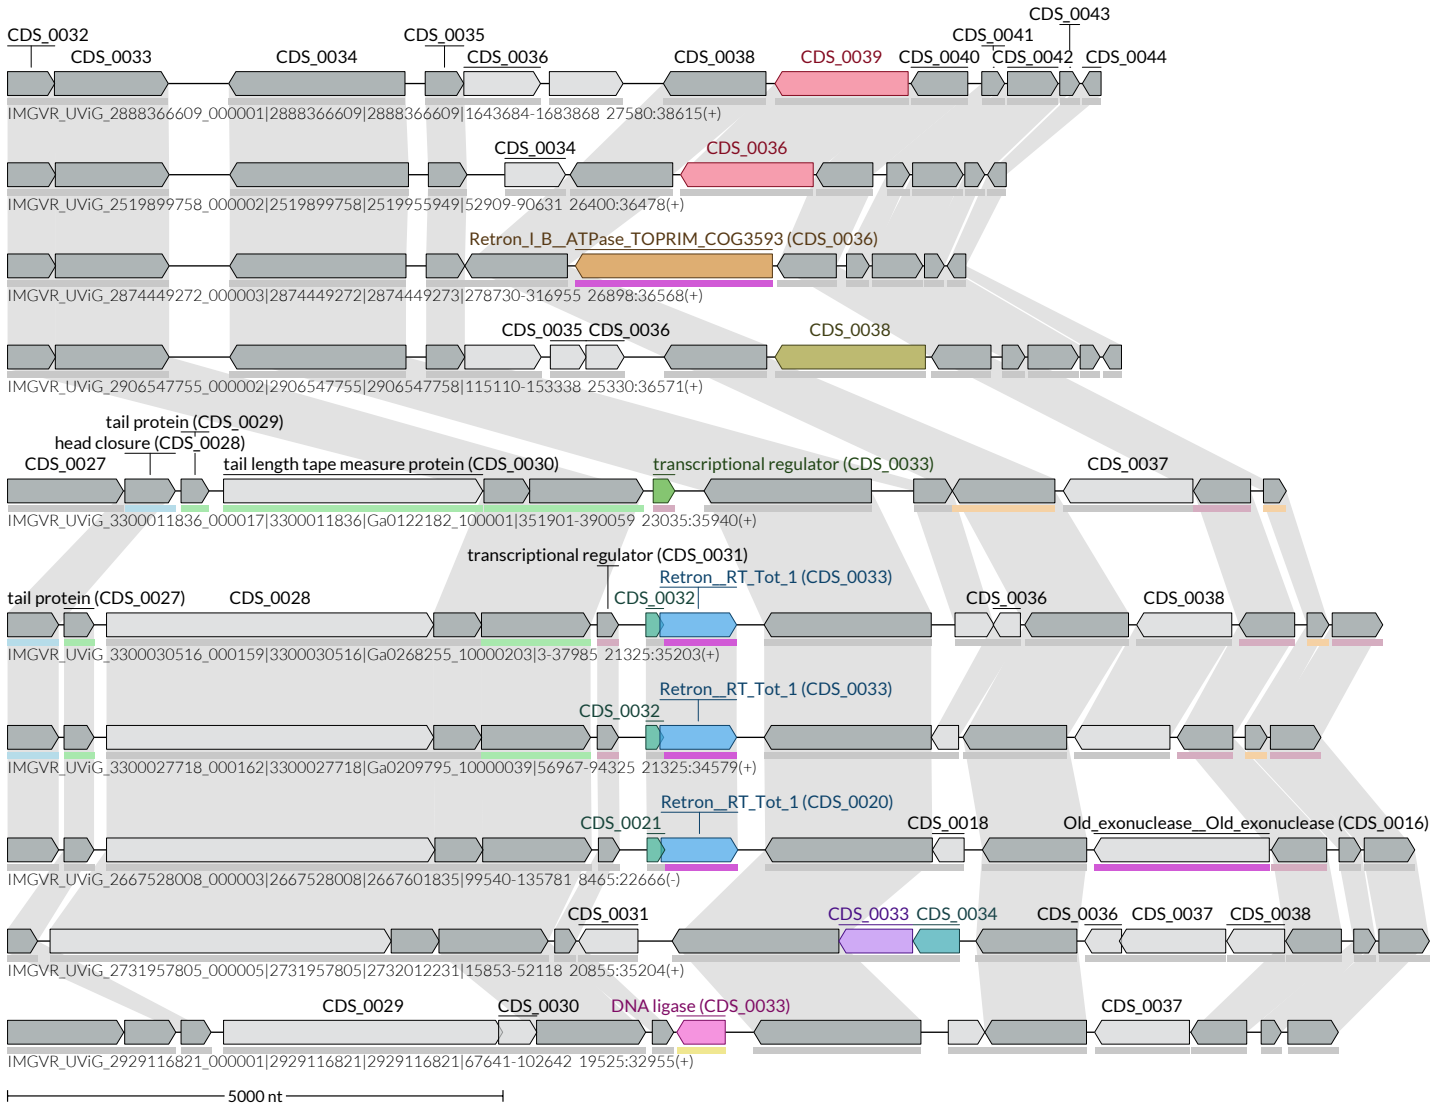 CDS_0043
CDS_0032 CDS_0035 CDS_0041
CDS_0033 CDS_0034 CDS_0036 CDS_0038 CDS_0039 CDS_0040 CDS_0042 CDS_0044
IMGVR_UViG_2888366609_000001|2888366609|2888366609|1643684-1683868 27580:38615(+)
CDS_0034 CDS_0036
IMGVR_UViG_2519899758_000002|2519899758|2519955949|52909-90631 26400:36478(+)
Retron_I_B__ATPase_TOPRIM_COG3593 (CDS_0036)
IMGVR_UViG_2874449272_000003|2874449272|2874449273|278730-316955 26898:36568(+)
CDS_0035 CDS_0036 CDS_0038
IMGVR_UViG_2906547755_000002|2906547755|2906547758|115110-153338 25330:36571(+)
tail protein (CDS_0029)
head closure (CDS_0028)
CDS_0027 tail length tape measure protein (CDS_0030) transcriptional regulator (CDS_0033) CDS_0037
IMGVR_UViG_3300011836_000017|3300011836|Ga0122182_100001|351901-390059 23035:35940(+)
transcriptional regulator (CDS_0031)
Retron__RT_Tot_1 (CDS_0033)
tail protein (CDS_0027) CDS_0028 CDS_0032 CDS_0036 CDS_0038
IMGVR_UViG_3300030516_000159|3300030516|Ga0268255_10000203|3-37985 21325:35203(+)
Retron__RT_Tot_1 (CDS_0033)
CDS_0032
IMGVR_UViG_3300027718_000162|3300027718|Ga0209795_10000039|56967-94325 21325:34579(+)
Retron__RT_Tot_1 (CDS_0020)
CDS_0021 CDS_0018 Old_exonuclease__Old_exonuclease (CDS_0016)
IMGVR_UViG_2667528008_000003|2667528008|2667601835|99540-135781 8465:22666(-)
CDS_0031 CDS_0033 CDS_0034 CDS_0036 CDS_0037 CDS_0038
IMGVR_UViG_2731957805_000005|2731957805|2732012231|15853-52118 20855:35204(+)
CDS_0029 CDS_0030 DNA ligase (CDS_0033) CDS_0037
IMGVR_UViG_2929116821_000001|2929116821|2929116821|67641-102642 19525:32955(+)
5000 nt